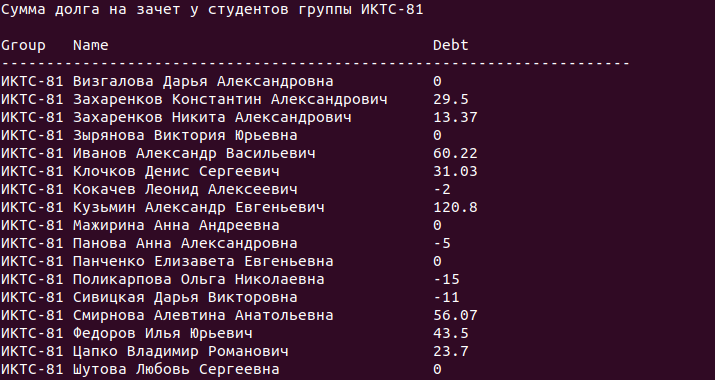 Сумма долга на зачет у студентов группы ИКТС-81
Group Name Debt
----------------------------------------------------------------------
ИКТС-81 Визгалова Дарья Александровна 0
ИКТС-81 Захаренков Константин Александрович 29.5
ИКТС-81 Захаренков Никита Александрович 13.37
ИКТС-81 Зырянова Виктория Юрьевна 0
ИКТС-81 Иванов Александр Васильевич 60.22
ИКТС-81 Клочков Денис Сергеевич 31.03
ИКТС-81 Кокачев Леонид Алексеевич -2
ИКТС-81 Кузьмин Александр Евгеньевич 120.8
ИКТС-81 Мажирина Анна Андреевна 0
ИКТС-81 Панова Анна Александровна -5
ИКТС-81 Панченко Елизавета Евгеньевна 0
ИКТС-81 Поликарпова Ольга Николаевна -15
ИКТС-81 Сивицкая Дарья Викторовна -11
ИКТС-81 Смирнова Алевтина Анатольевна 56.07
ИКТС-81 Федоров Илья Юрьевич 43.5
ИКТС-81 Цапко Владимир Романович 23.7
ИКТС-81 Шутова Любовь Сергеевна 0